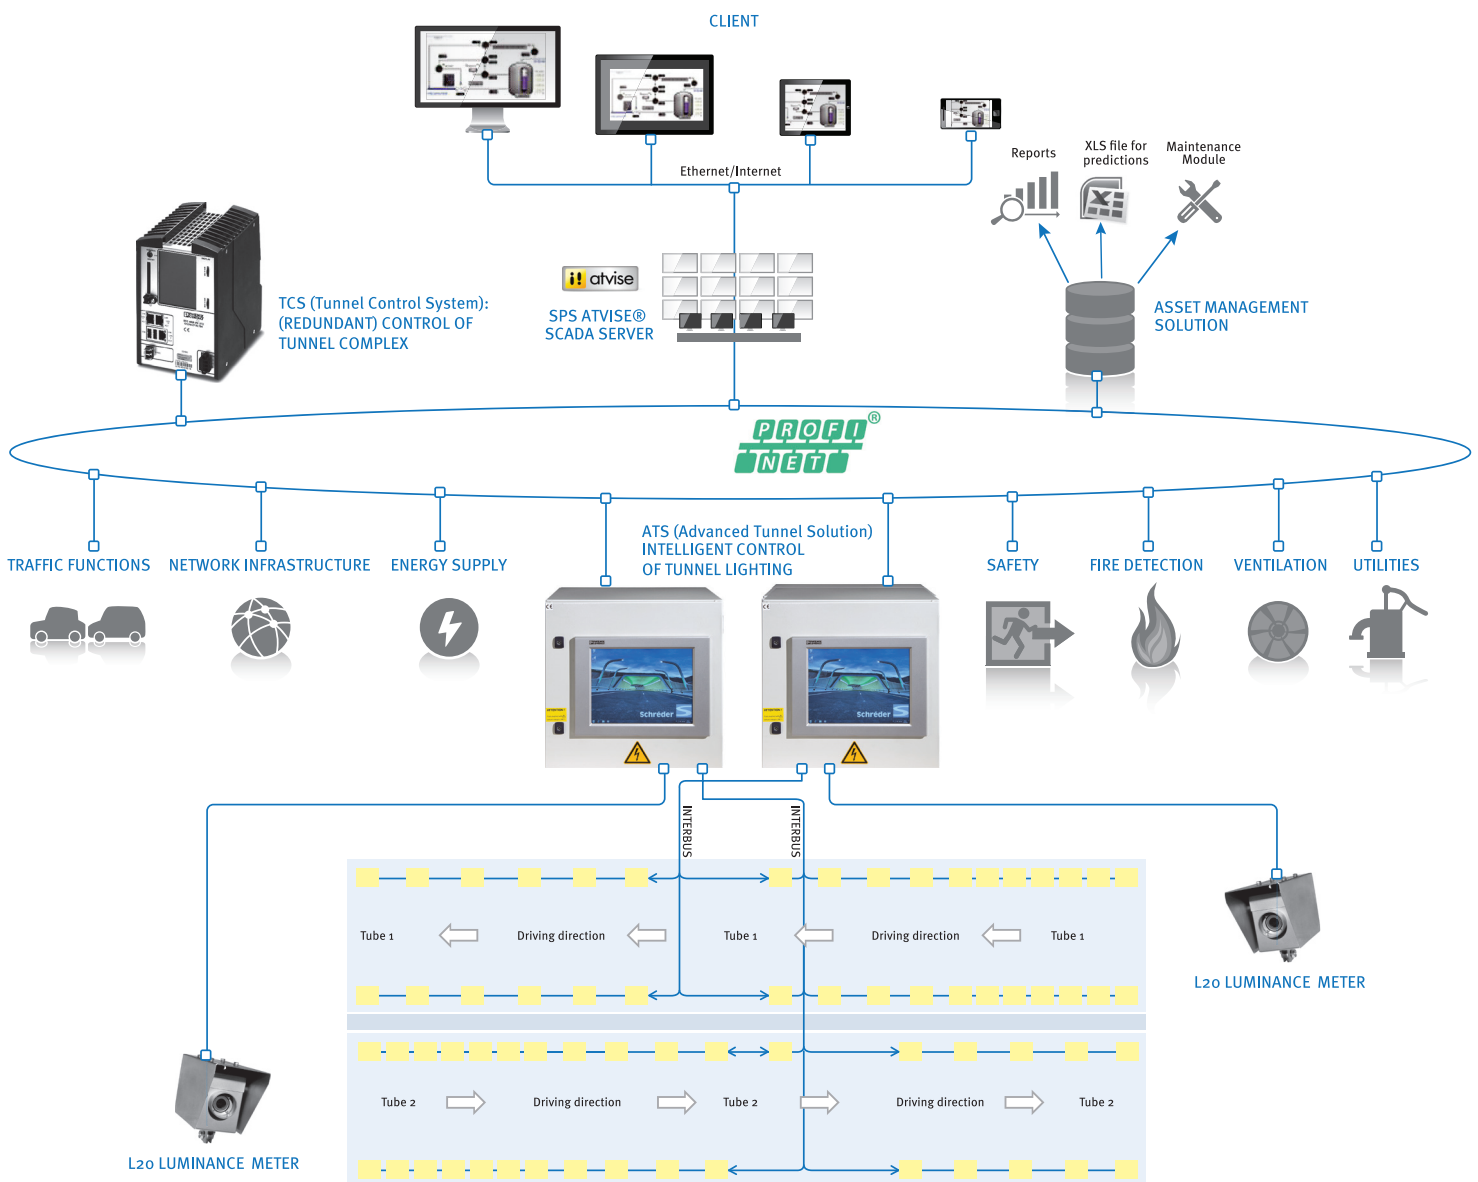 CLIENT
Ethernet/Internet
Reports
XLS file for
predictions
Maintenance
Module
atvise
SPS ATVISE®
SCADA SERVER
TCS (Tunnel Control System):
(REDUNDANT) CONTROL OF
TUNNEL COMPLEX
ASSET MANAGEMENT
SOLUTION
PROFI®
NET
TRAFFIC FUNCTIONS
NETWORK INFRASTRUCTURE
ENERGY SUPPLY
ATS (Advanced Tunnel Solution)
INTELLIGENT CONTROL
OF TUNNEL LIGHTING
SAFETY
FIRE DETECTION
VENTILATION
UTILITIES
Schréder
Schréder
INTERBUS
INTERBUS
Tube 1
Driving direction
Tube 1
Driving direction
Tube 1
L20 LUMINANCE METER
Tube 2
Driving direction
Tube 2
Driving direction
Tube 2
L20 LUMINANCE METER